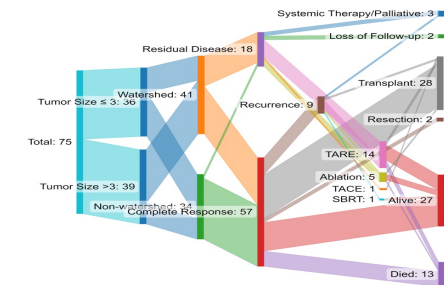 Systemic Therapy/Palliative: 3
Loss of Follow-up: 2
Residual Disease: 18
Transplant: 28
Watershed: 41
Tumor Size ≤ 3: 36
Recurrence: 9
Resection: 2
Total: 75
TARE: 14
Ablation: 5
Tumor Size >3: 39
TACE: 1
SBRT: 1
Alive: 27
Non-watershed: 34
Complete Response: 57
Died: 13